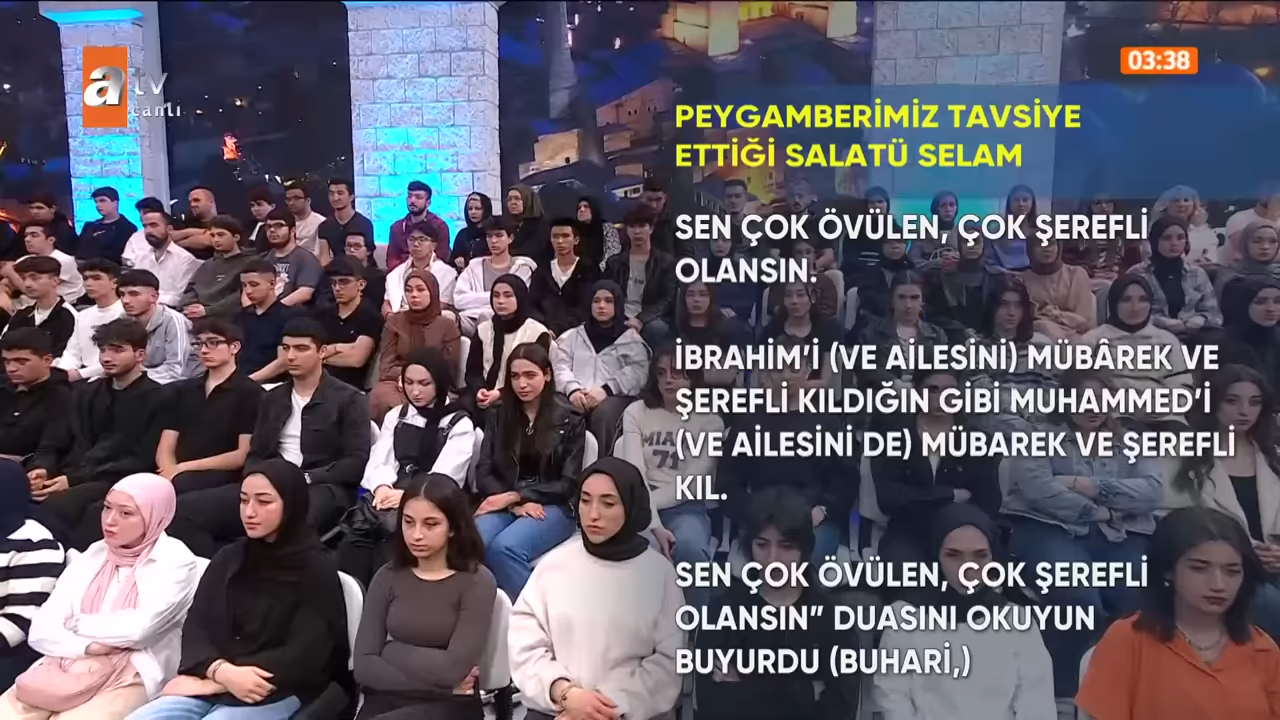 atv
canlı
03:38
PEYGAMBERİMİZ TAVSİYE
ETTİĞİ SALATÜ SELAM
SEN ÇOK ÖVÜLEN, ÇOK ŞEREFLİ
OLANSIN.
İBRAHİM’İ (VE AİLESİNİ) MÜBÂREK VE
ŞEREFLİ KILDIĞIN GİBİ MUHAMMED’İ
(VE AİLESİNİ DE) MÜBAREK VE ŞEREFLİ
KIL.
SEN ÇOK ÖVÜLEN, ÇOK ŞEREFLİ
OLANSIN” DUASINI OKUYUN
BUYURDU (BUHARİ,)